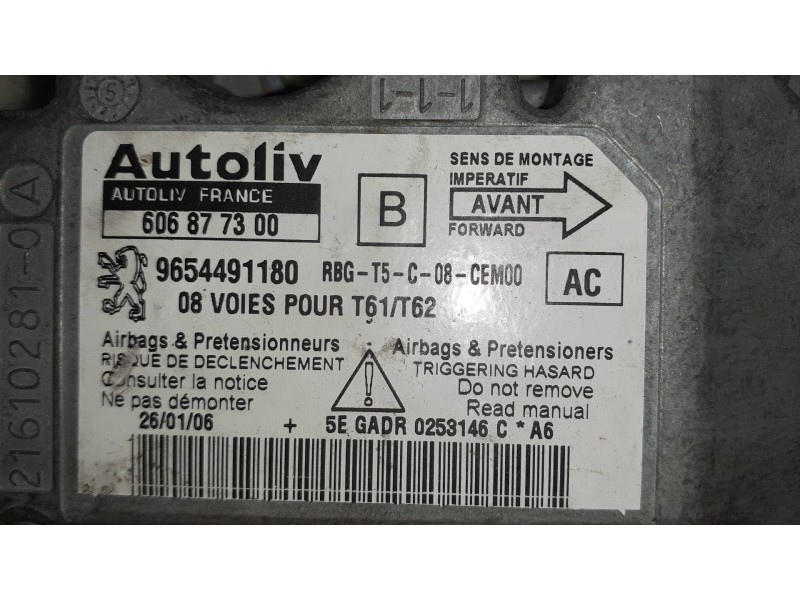 5
1-1-1
Autoliv
AUTOLIV FRANCE
606 87 73 00
B
SENS DE MONTAGE
IMPERATIF
AVANT
FORWARD
9654491180 RBG-T5-C-08-CEM00
AC
08 VOIES POUR T61/T62
Airbags & Pretensionneurs
RISQUE DE DECLENCHEMENT
Consulter la notice
Ne pas démonter
Airbags & Pretensioners
TRIGGERING HASARD
Do not remove
Read manual
26/01/06 + 5E GADR 0253146 C * A6
21610281-0 A